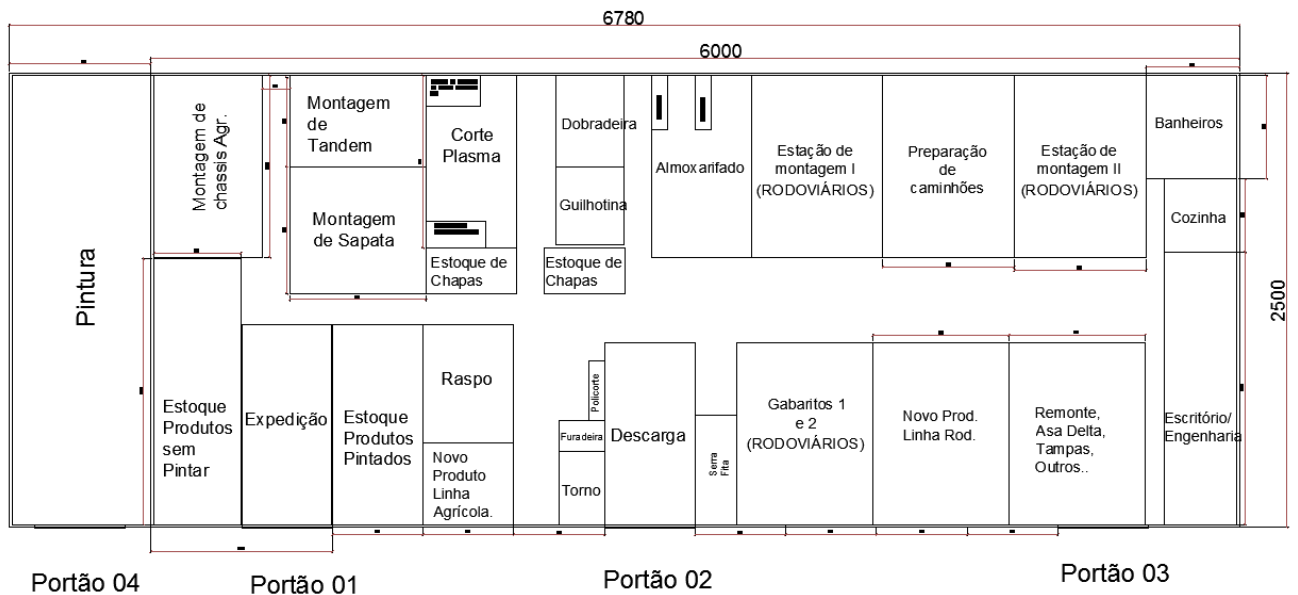 6780
6000
Montagem de
chassis Agr.
Montagem
de
Tandem
Corte
Plasma
Dobradeira
Almoxarifado
Estação de
montagem I
(RODOVIÁRIOS)
Preparação
de
caminhões
Estação de
montagem II
(RODOVIÁRIOS)
Banheiros
Montagem
de Sapata
Guilhotina
Cozinha
Estoque de
Chapas
Estoque de
Chapas
Pintura
2500
Estoque
Produtos
sem
Pintar
Expedição
Estoque
Produtos
Pintados
Raspo
Novo
Produto
Linha
Agrícola.
Policorte
Furadeira
Torno
Descarga
Serra
Fita
Gabaritos 1
e 2
(RODOVIÁRIOS)
Novo Prod.
Linha Rod.
Remonte,
Asa Delta,
Tampas,
Outros..
Escritório/
Engenharia
Portão 04
Portão 01
Portão 02
Portão 03